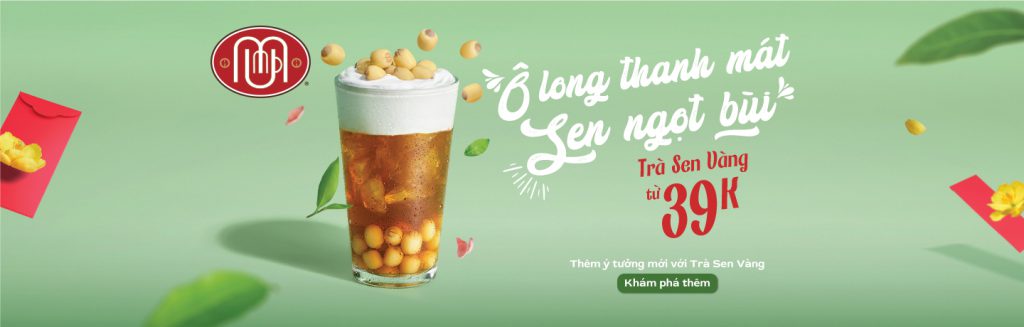 Ô long thanh mát
Sen ngọt bùi
Trà Sen Vàng
từ 39K
Thêm ý tưởng mới với Trà Sen Vàng
Khám phá thêm